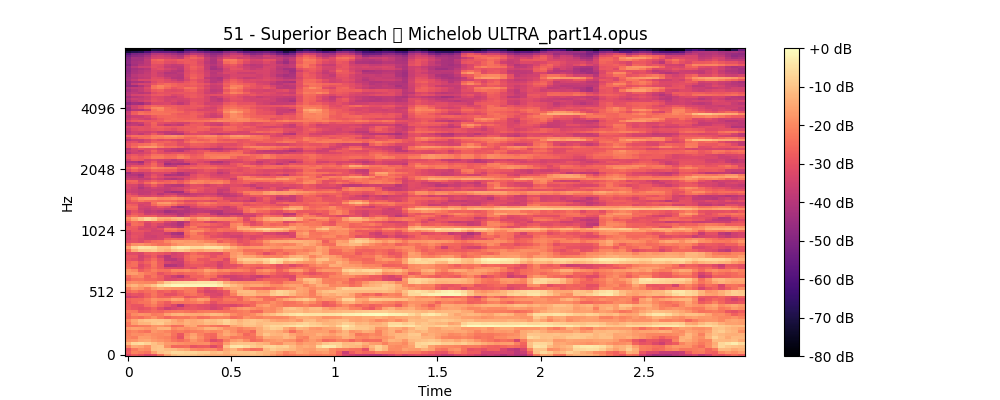 51 - Superior Beach  Michelob ULTRA_part14.opus
Hz
4096
2048
1024
512
0
0
0.5
1
1.5
2
2.5
Time
+0 dB
-10 dB
-20 dB
-30 dB
-40 dB
-50 dB
-60 dB
-70 dB
-80 dB